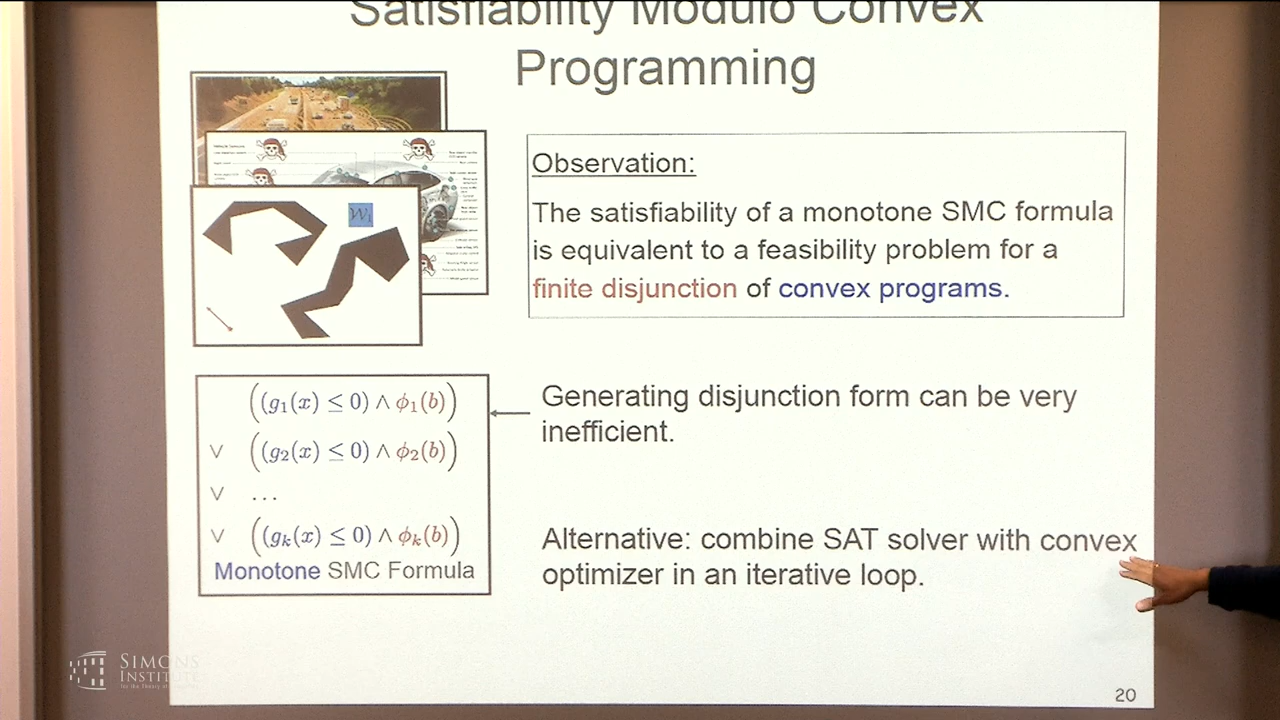 Satisfiability Modulo Convex
Programming
Observation:
The satisfiability of a monotone SMC formula
is equivalent to a feasibility problem for a
finite disjunction of convex programs.
𝒲₁
((g₁(x) ≤ 0) ∧ ϕ₁(b))
∨ ((g₂(x) ≤ 0) ∧ ϕ₂(b))
∨ ...
∨ ((gₖ(x) ≤ 0) ∧ ϕₖ(b))
Monotone SMC Formula
Generating disjunction form can be very
inefficient.
Alternative: combine SAT solver with convex
optimizer in an iterative loop.
SIMONS
INSTITUTE
20